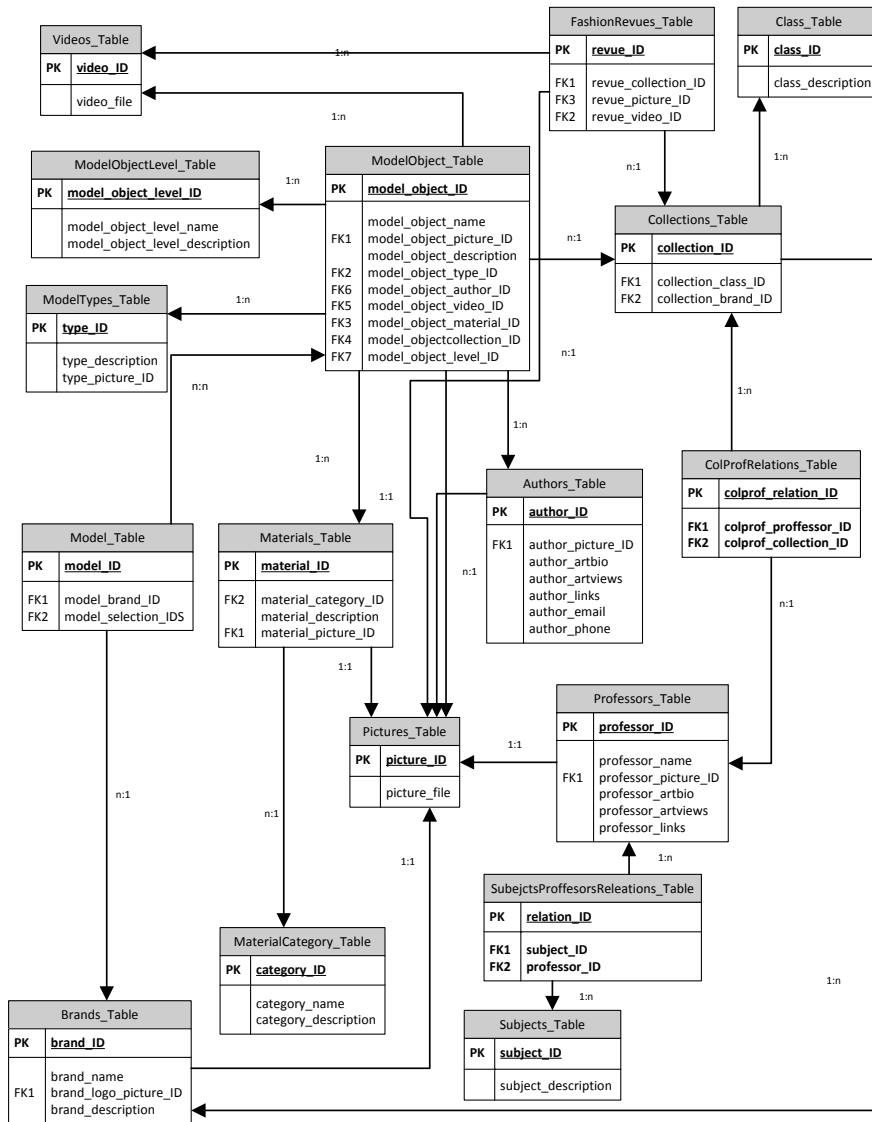 Videos_Table
PK video_ID
video_file
FashionRevues_Table
PK revue_ID
FK1 revue_collection_ID
FK3 revue_picture_ID
FK2 revue_video_ID
Class_Table
PK class_ID
class_description
1:n
1:n
ModelObjectLevel_Table
PK model_object_level_ID
model_object_level_name
model_object_level_description
1:n
ModelObject_Table
PK model_object_ID
model_object_name
FK1 model_object_picture_ID
model_object_description
FK2 model_object_type_ID
FK6 model_object_author_ID
FK5 model_object_video_ID
FK3 model_object_material_ID
FK4 model_objectcollection_ID
FK7 model_object_level_ID
n:1
1:n
Collections_Table
PK collection_ID
FK1 collection_class_ID
FK2 collection_brand_ID
n:1
ModelTypes_Table
PK type_ID
type_description
type_picture_ID
1:n
n:n
n:1
1:n
1:n
1:n
1:1
Authors_Table
PK author_ID
FK1 author_picture_ID
author_artbio
author_artviews
author_links
author_email
author_phone
n:1
ColProfRelations_Table
PK colprof_relation_ID
FK1 colprof_proffessor_ID
FK2 colprof_collection_ID
n:1
Model_Table
PK model_ID
FK1 model_brand_ID
FK2 model_selection_IDS
Materials_Table
PK material_ID
FK2 material_category_ID
material_description
FK1 material_picture_ID
1:1
Pictures_Table
PK picture_ID
picture_file
1:1
Professors_Table
PK professor_ID
professor_name
FK1 professor_picture_ID
professor_artbio
professor_artviews
professor_links
n:1
n:1
1:1
1:n
SubejctsProffesorsReleations_Table
PK relation_ID
FK1 subject_ID
FK2 professor_ID
1:n
1:n
MaterialCategory_Table
PK category_ID
category_name
category_description
Brands_Table
PK brand_ID
brand_name
FK1 brand_logo_picture_ID
brand_description
Subjects_Table
PK subject_ID
subject_description